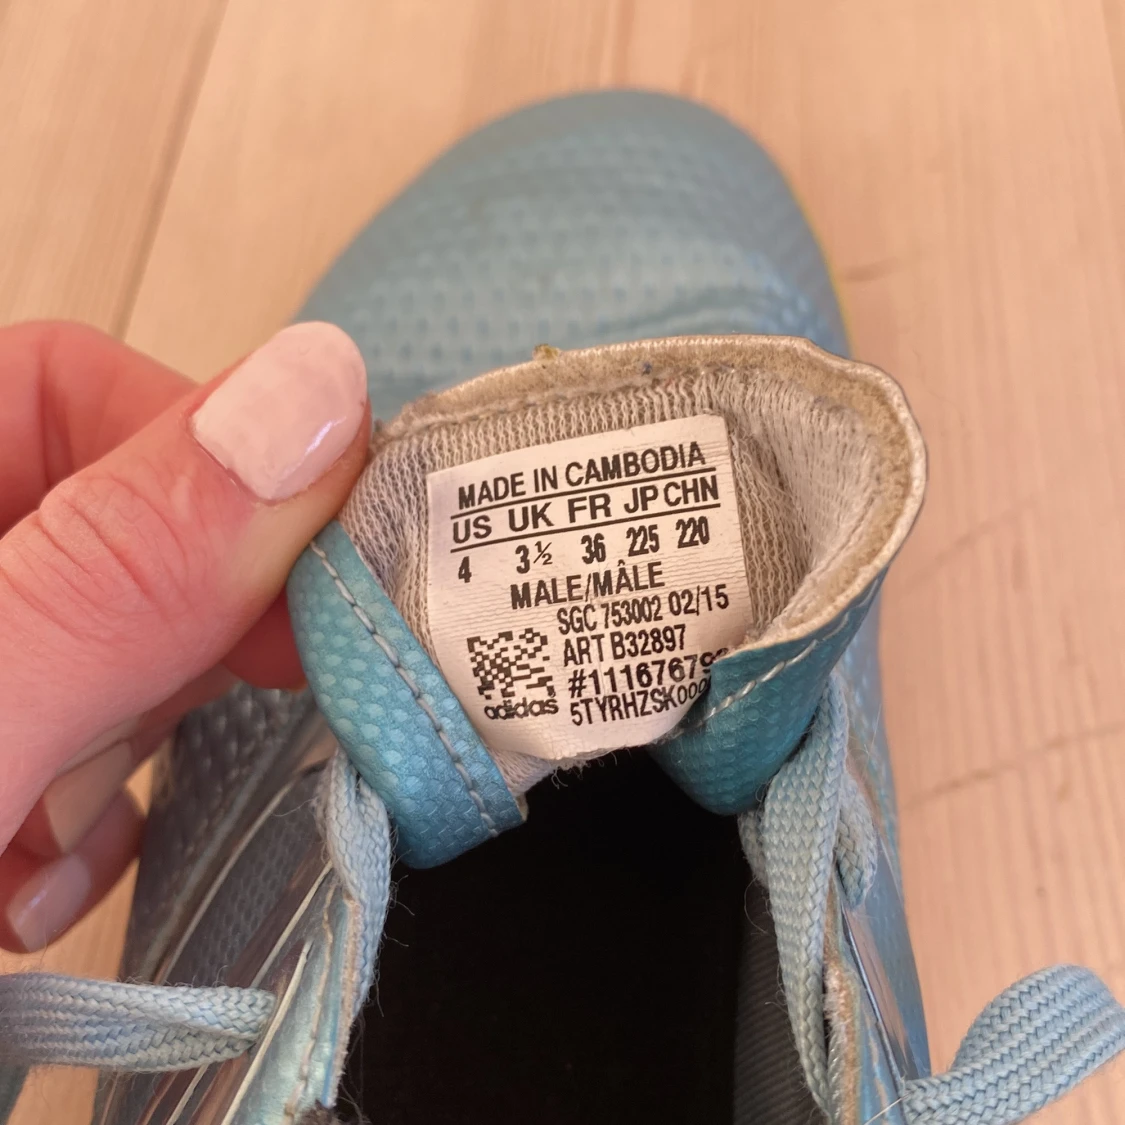 MADE IN CAMBODIA
US UK FR JP CHN
4 3½ 36 225 220
MALE/MÂLE
SGC 753002 02/15
ART B32897
adidas